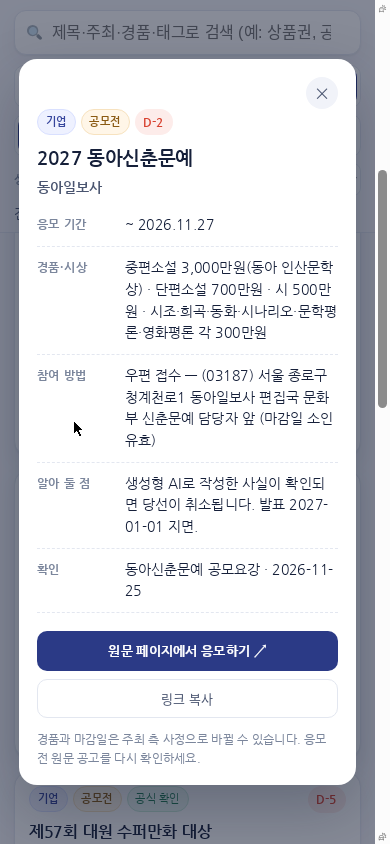 제목·주최·경품·태그로 검색 (예: 상품권, 공
기업 공모전 D-2
2027 동아신춘문예
동아일보사
응모 기간 ~ 2026.11.27
경품·시상 중편소설 3,000만원(동아 인산문학
상) · 단편소설 700만원 · 시 500만
원 · 시조·희곡·동화·시나리오·문학평
론·영화평론 각 300만원
참여 방법 우편 접수 — (03187) 서울 종로구
청계천로1 동아일보사 편집국 문화
부 신춘문예 담당자 앞 (마감일 소인
유효)
알아 둘 점 생성형 AI로 작성한 사실이 확인되
면 당선이 취소됩니다. 발표 2027-
01-01 지면.
확인 동아신춘문예 공모요강 · 2026-11-
25
원문 페이지에서 응모하기 ↗
링크 복사
경품과 마감일은 주최 측 사정으로 바뀔 수 있습니다. 응모
전 원문 공고를 다시 확인하세요.
기업 공모전 공식 확인 D-5
제57회 대원 수퍼만화 대상